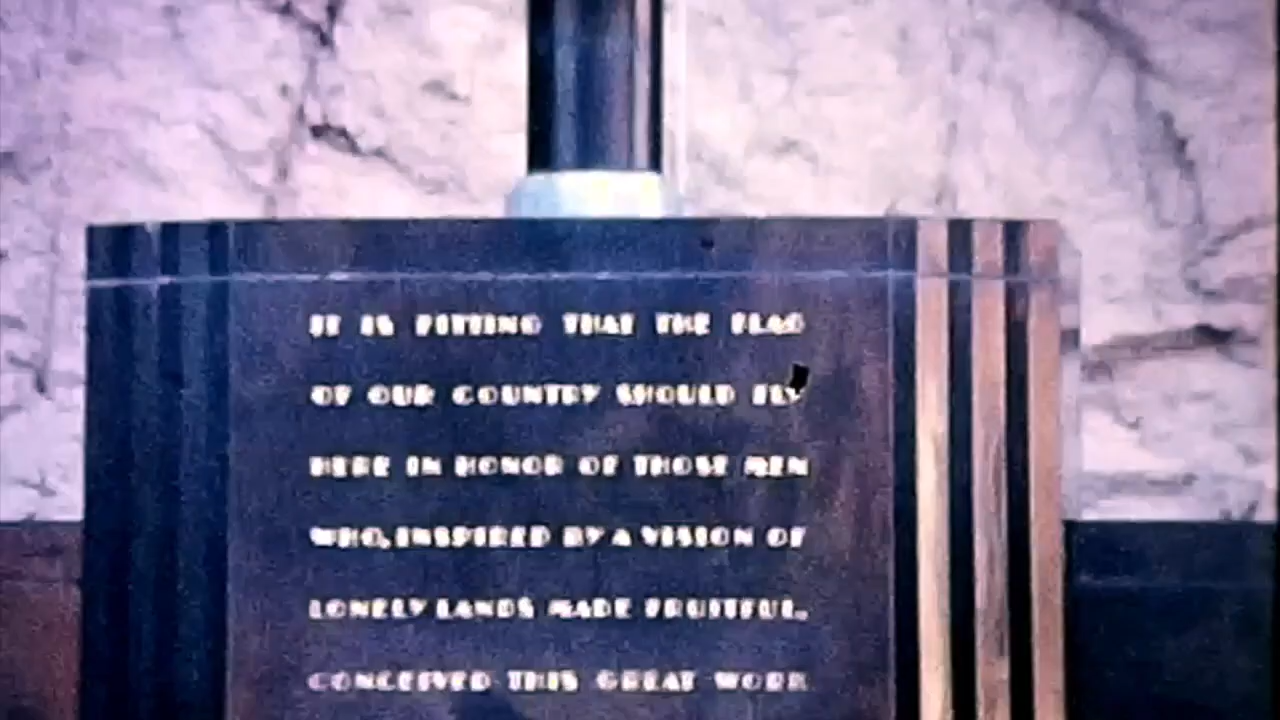 IT IS FITTING THAT THE FLAG
OF OUR COUNTRY SHOULD FLY
HERE IN HONOR OF THOSE MEN
WHO, INSPIRED BY A VISION OF
LONELY LANDS MADE FRUITFUL,
CONCEIVED THIS GREAT WORK